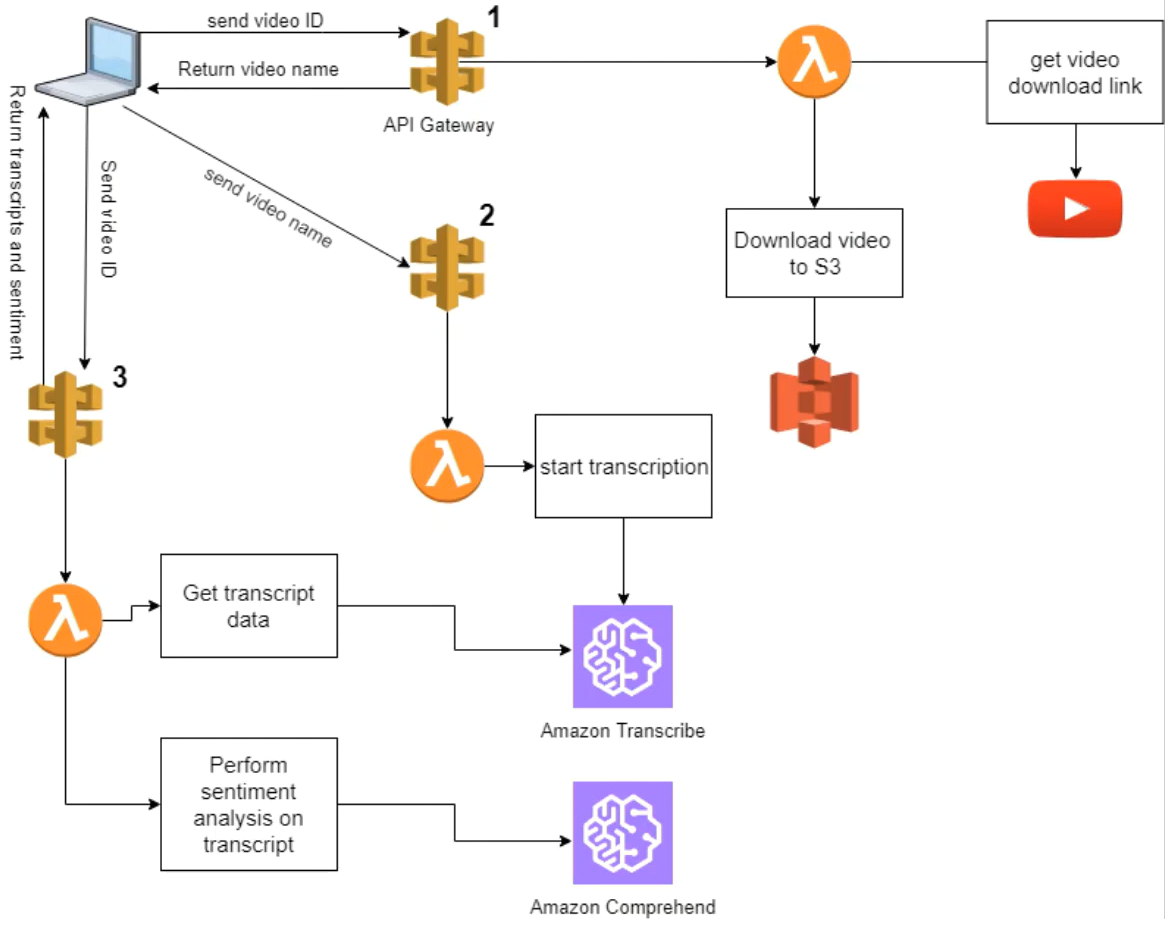 send video ID
1
Return video name
API Gateway
get video
download link
Return transcripts and sentiment
Send video ID
send video name
2
Download video
to S3
3
start transcription
Get transcript
data
Amazon Transcribe
Perform
sentiment
analysis on
transcript
Amazon Comprehend